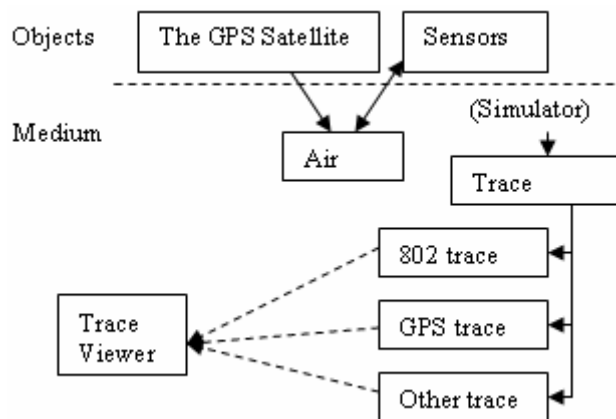 Objects
The GPS Satellite
Sensors
Medium
(Simulator)
Air
Trace
802 trace
GPS trace
Trace
Viewer
Other trace